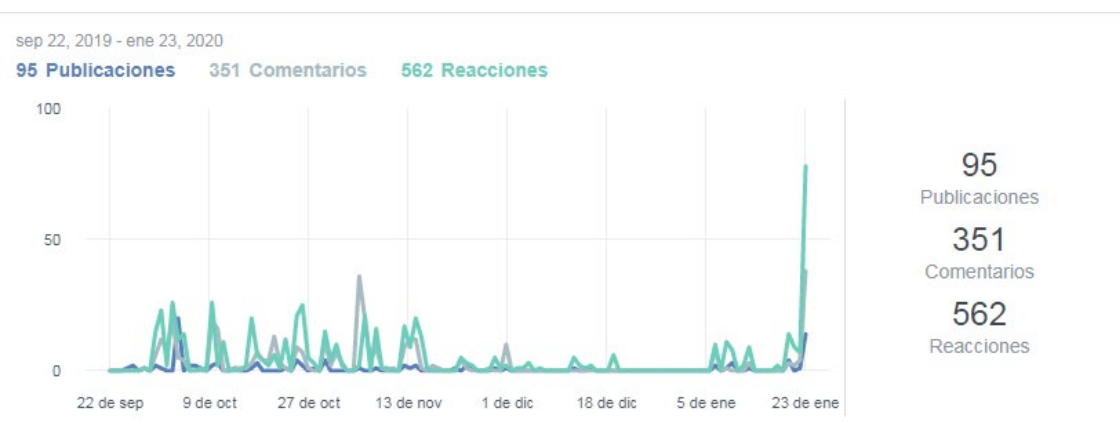 sep 22, 2019 - ene 23, 2020
95 Publicaciones 351 Comentarios 562 Reacciones
100
50
0
22 de sep 9 de oct 27 de oct 13 de nov 1 de dic 18 de dic 5 de ene 23 de ene
95
Publicaciones
351
Comentarios
562
Reacciones